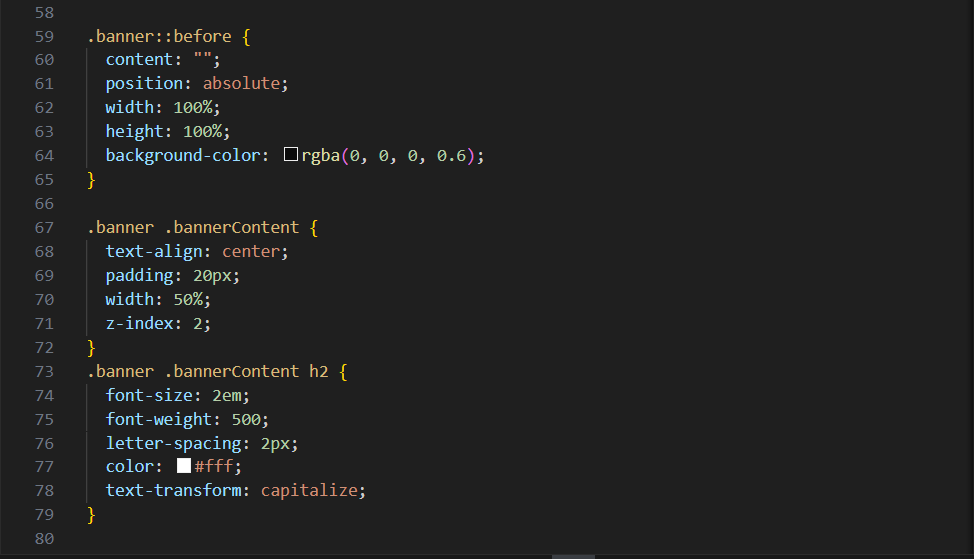 58
59 .banner::before {
60 content: "";
61 position: absolute;
62 width: 100%;
63 height: 100%;
64 background-color: rgba(0, 0, 0, 0.6);
65 }
66
67 .banner .bannerContent {
68 text-align: center;
69 padding: 20px;
70 width: 50%;
71 z-index: 2;
72 }
73 .banner .bannerContent h2 {
74 font-size: 2em;
75 font-weight: 500;
76 letter-spacing: 2px;
77 color: #fff;
78 text-transform: capitalize;
79 }
80